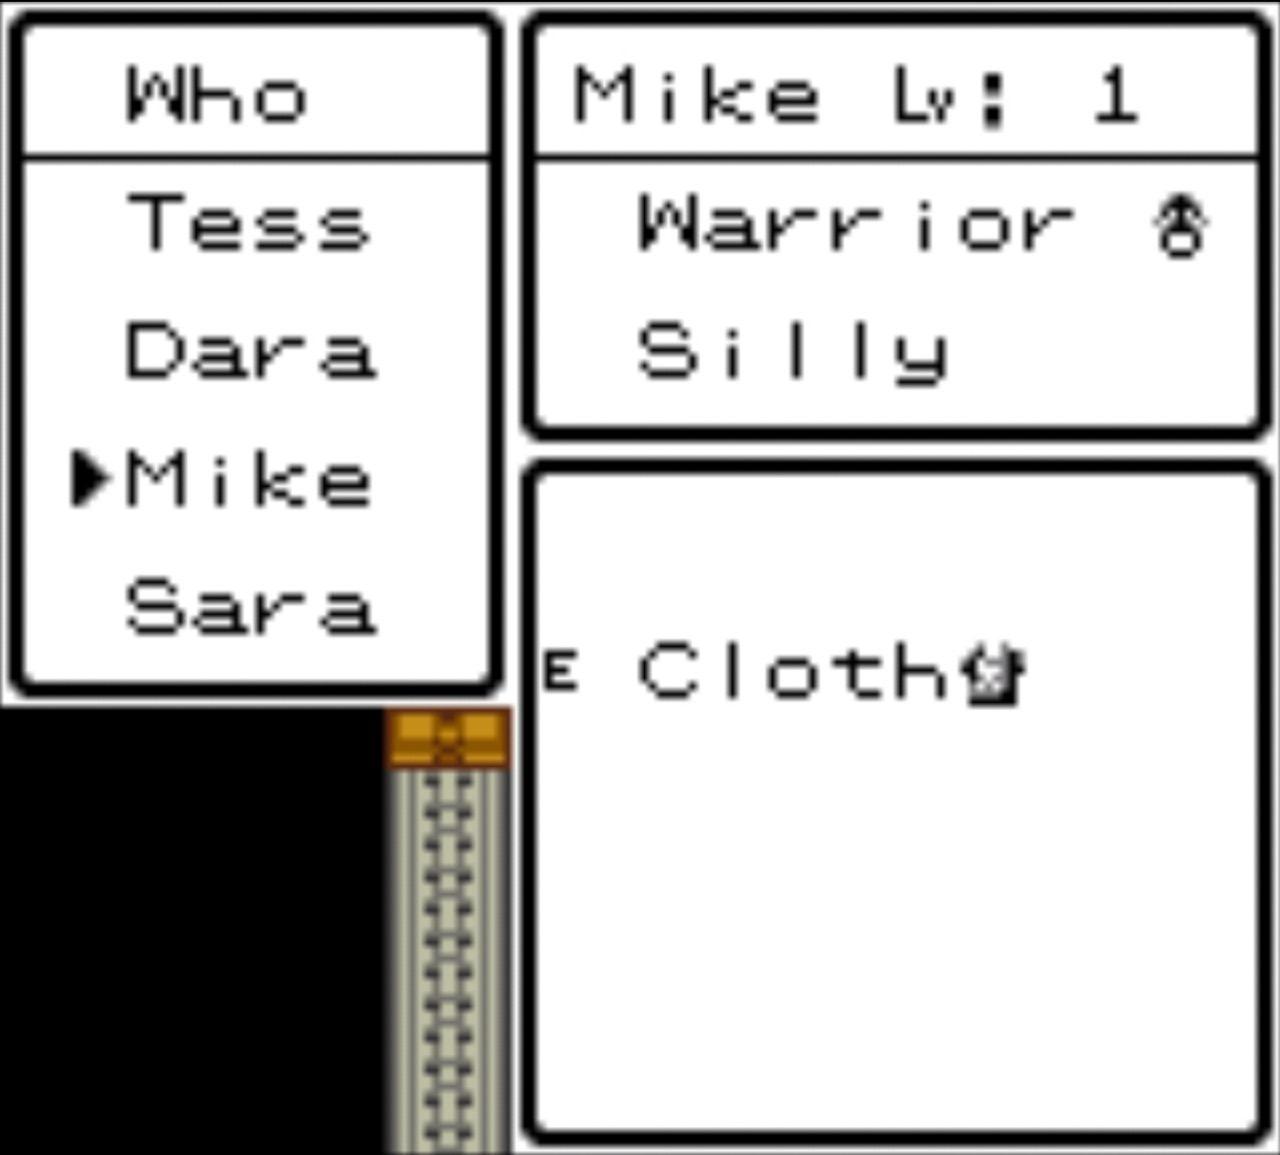 Who
Tess
Dara
Mike
Sara
Mike Lv: 1
Warrior ♂
Silly
E Cloth